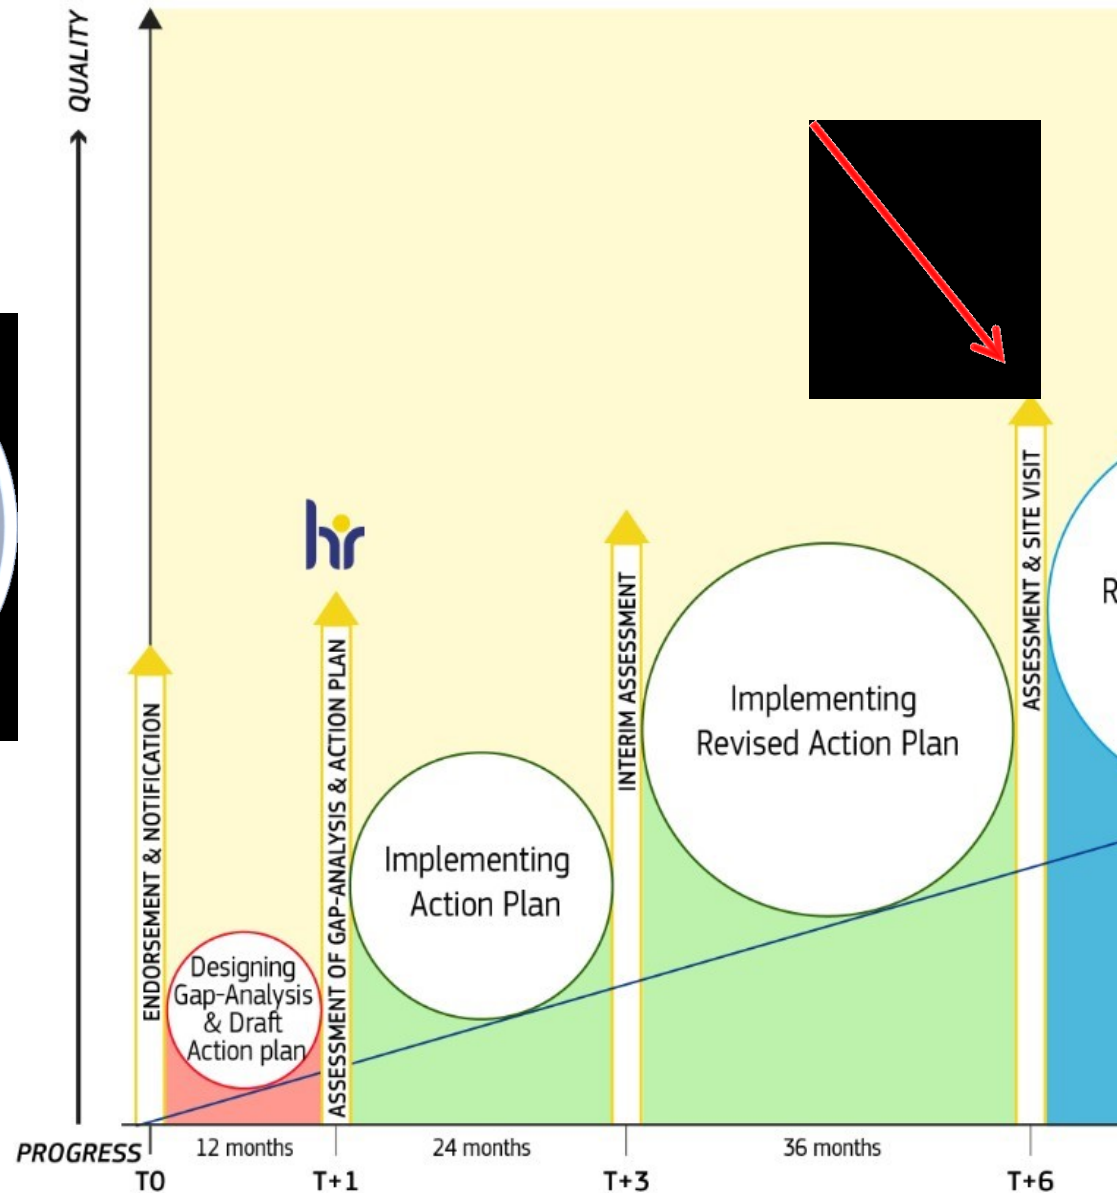 QUALITY
hr
ENDORSEMENT & NOTIFICATION
Designing
Gap-Analysis
& Draft
Action plan
ASSESSMENT OF GAP-ANALYSIS & ACTION PLAN
Implementing
Action Plan
INTERIM ASSESSMENT
Implementing
Revised Action Plan
ASSESSMENT & SITE VISIT
R
PROGRESS
12 months
24 months
36 months
T0
T+1
T+3
T+6